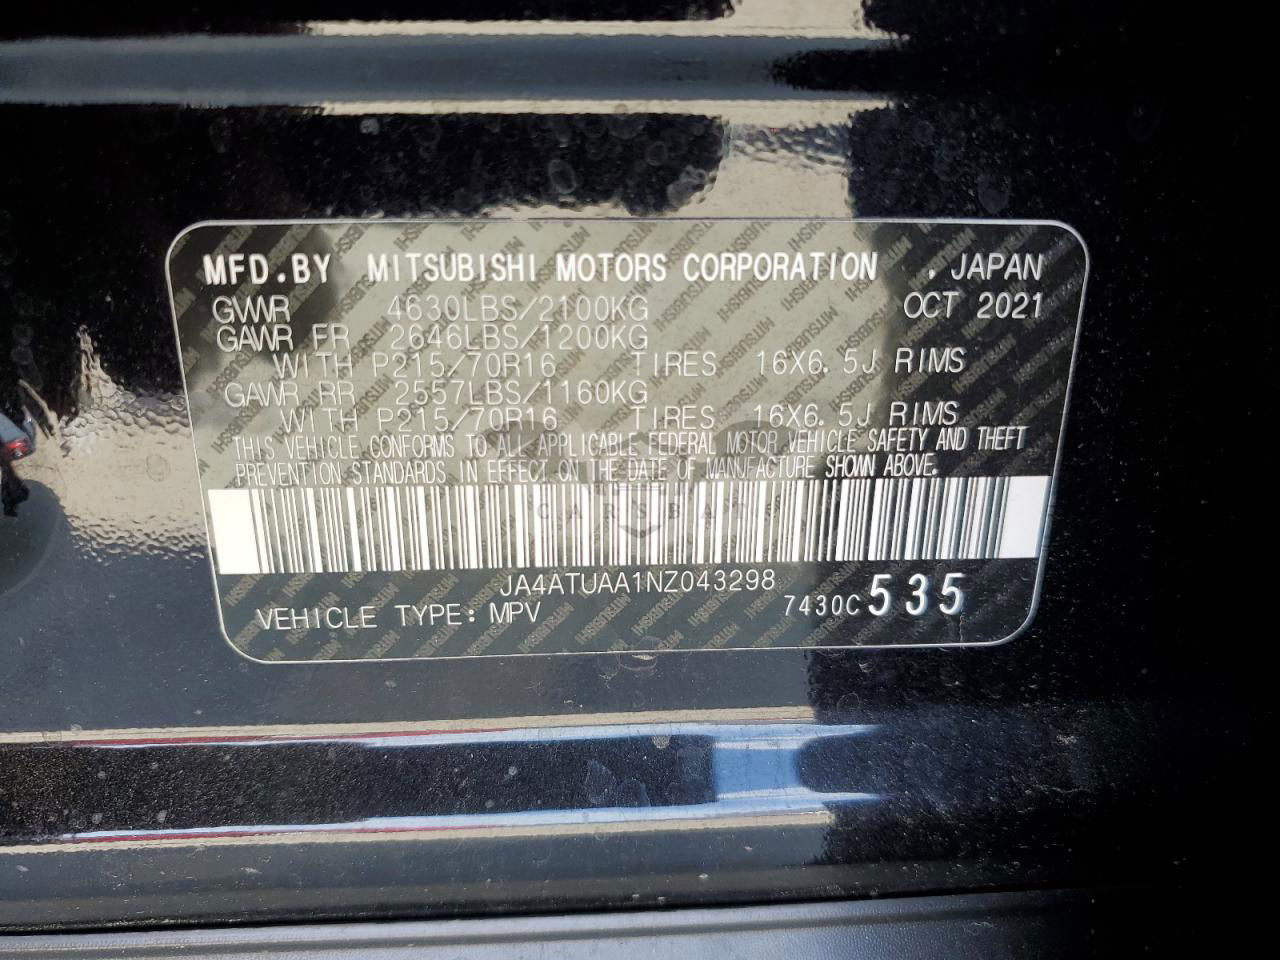 MFD.BY MITSUBISHI MOTORS CORPORATION , JAPAN
GVWR 4630LBS/2100KG OCT 2021
GAWR FR 2646LBS/1200KG
WITH P215/70R16 TIRES 16X6.5J RIMS
GAWR RR 2557LBS/1160KG
WITH P215/70R16 TIRES 16X6.5J RIMS
THIS VEHICLE CONFORMS TO ALL APPLICABLE FEDERAL MOTOR VEHICLE SAFETY AND THEFT
PREVENTION STANDARDS IN EFFECT ON THE DATE OF MANUFACTURE SHOWN ABOVE.
JA4ATUAA1NZ043298
VEHICLE TYPE: MPV 7430C 535